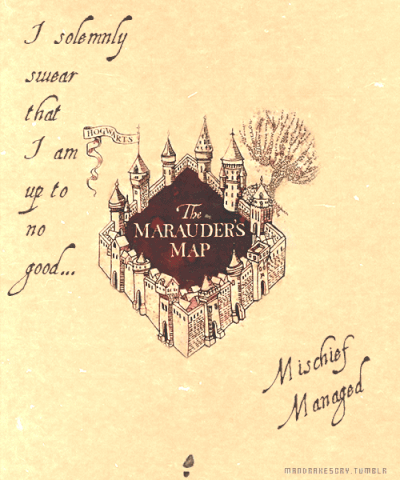 I solemnly
swear
that
I am
up to
no
good...
HOGWARTS
The
MARAUDER'S
MAP
Mischief
Managed
MANDRAKESCRY.TUMBLR